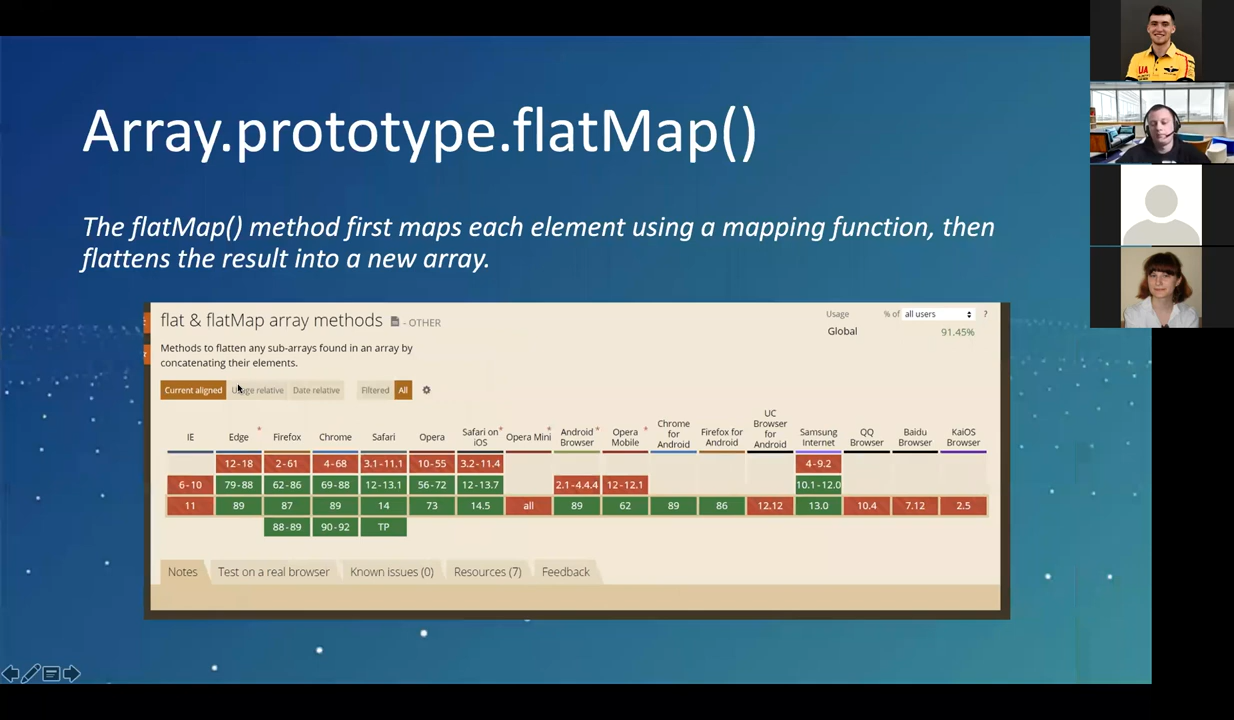 Array.prototype.flatMap()
The flatMap() method first maps each element using a mapping function, then
flattens the result into a new array.
flat & flatMap array methods - OTHER
Usage % of all users ?
Global 91.45%
Methods to flatten any sub-arrays found in an array by
concatenating their elements.
Current aligned Usage relative Date relative Filtered All
IE Edge * Firefox Chrome Safari Opera Safari on iOS * Opera Mini * Android Browser * Opera Mobile * Chrome for Android Firefox for Android UC Browser for Android Samsung Internet QQ Browser Baidu Browser KaiOS Browser
12-18 2-61 4-68 3.1-11.1 10-55 3.2-11.4 4-9.2
6-10 79-88 62-86 69-88 12-13.1 56-72 12-13.7 2.1-4.4.4 12-12.1 10.1-12.0
11 89 87 89 14 73 14.5 all 89 62 89 86 12.12 13.0 10.4 7.12 2.5
88-89 90-92 TP
Notes Test on a real browser Known issues (0) Resources (7) Feedback
UA